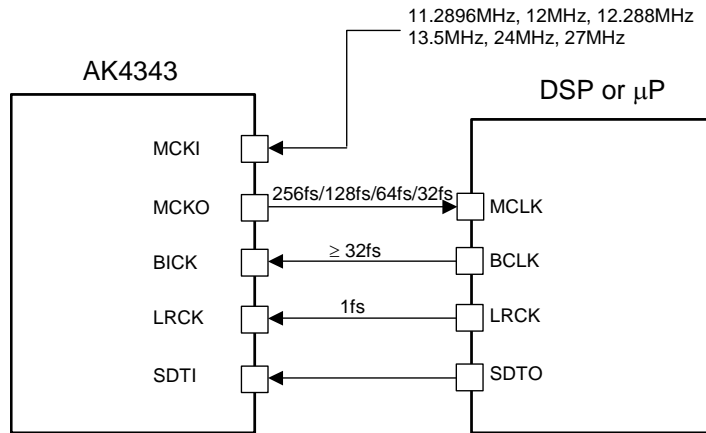 11.2896MHz, 12MHz, 12.288MHz
13.5MHz, 24MHz, 27MHz
AK4343
DSP or μP
MCKI
MCKO
256fs/128fs/64fs/32fs
MCLK
BICK
≥ 32fs
BCLK
LRCK
1fs
LRCK
SDTI
SDTO